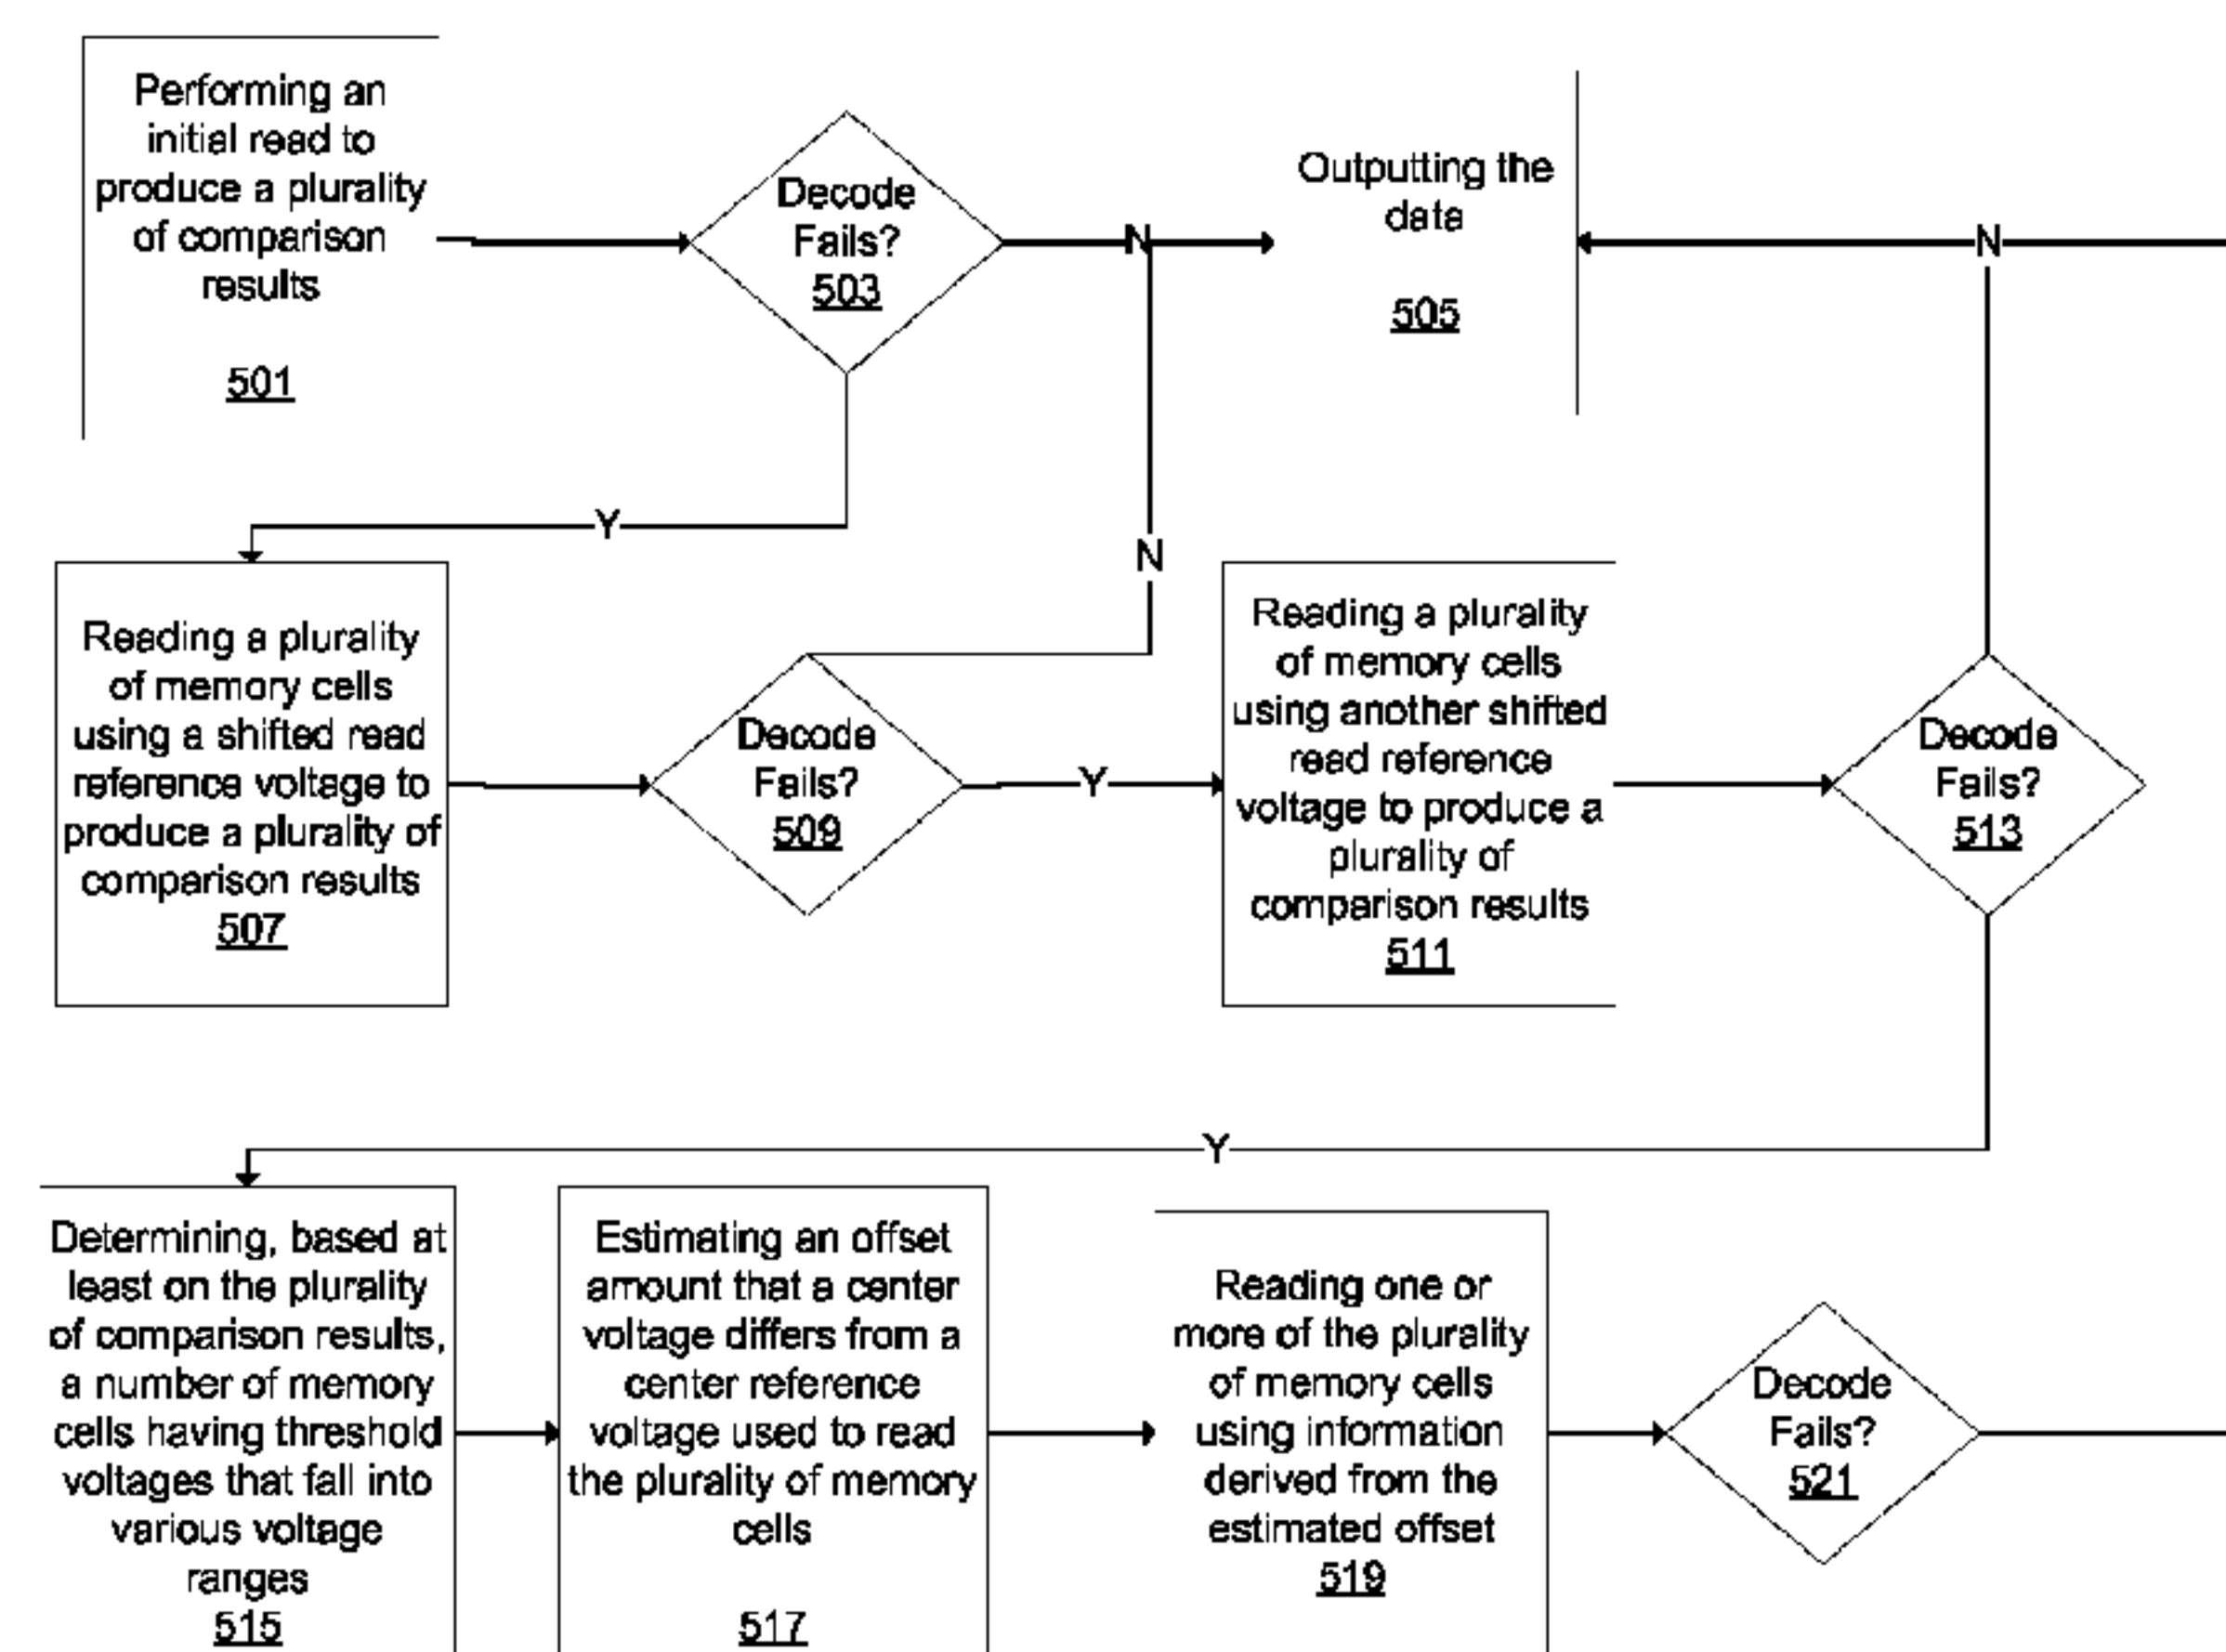 Performing an
initial read to
produce a plurality
of comparison
results
501
Decode
Fails?
503
N
Outputting the
data
505
N
Y
N
Reading a plurality
of memory cells
using a shifted read
reference voltage to
produce a plurality of
comparison results
507
Decode
Fails?
509
Y
Reading a plurality
of memory cells
using another shifted
read reference
voltage to produce a
plurality of
comparison results
511
Decode
Fails?
513
Y
Determining, based at
least on the plurality
of comparison results,
a number of memory
cells having threshold
voltages that fall into
various voltage
ranges
515
Estimating an offset
amount that a center
voltage differs from a
center reference
voltage used to read
the plurality of memory
cells
517
Reading one or
more of the plurality
of memory cells
using information
derived from the
estimated offset
519
Decode
Fails?
521